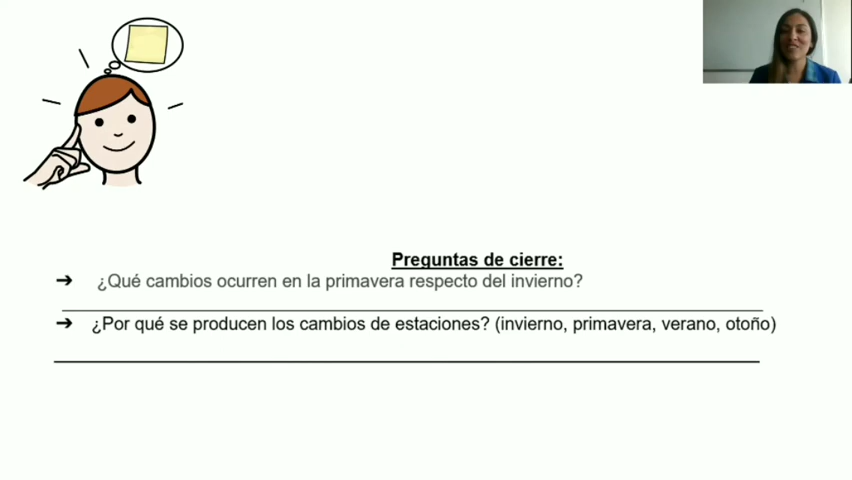 Preguntas de cierre:
➔ ¿Qué cambios ocurren en la primavera respecto del invierno?
➔ ¿Por qué se producen los cambios de estaciones? (invierno, primavera, verano, otoño)